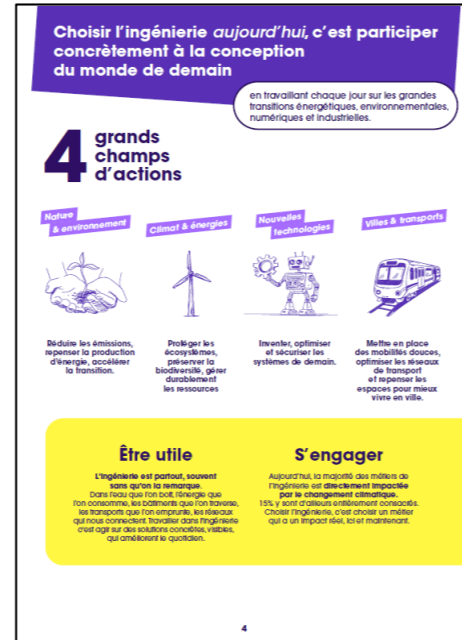 Choisir l'ingénierie aujourd'hui, c'est participer
concrètement à la conception
du monde de demain
en travaillant chaque jour sur les grandes
transitions énergétiques, environnementales,
numériques et industrielles.
4 grands
champs
d'actions
Nature
& environnement
Réduire les émissions,
repenser la production
d'énergie, accélérer
la transition.
Climat & énergies
Protéger les
écosystèmes,
préserver la
biodiversité, gérer
durablement
les ressources
Nouvelles
technologies
Inventer, optimiser
et sécuriser les
systèmes de demain.
Villes & transports
Mettre en place
des mobilités douces,
optimiser les réseaux
de transport
et repenser les
espaces pour mieux
vivre en ville.
Être utile
L'ingénierie est partout, souvent
sans qu'on la remarque.
Dans l'eau que l'on boit, l'énergie que
l'on consomme, les bâtiments que l'on traverse,
les transports que l'on emprunte, les réseaux
qui nous connectent. Travailler dans l'ingénierie
c'est agir sur des solutions concrètes, visibles,
qui améliorent le quotidien.
S'engager
Aujourd'hui, la majorité des métiers de
l'ingénierie est directement impactée
par le changement climatique.
15% y sont d'ailleurs entièrement consacrés.
Choisir l'ingénierie, c'est choisir un métier
qui a un impact réel, ici et maintenant.
4